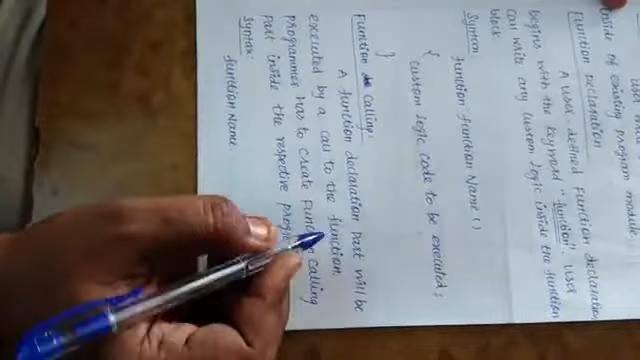 inside of existing program module.
Function declaration
A user-defined function declaration
begins with the keyword "function". User
can write any custom logic inside the function
block
Syntax
function function Name ()
{
custom logic code to be executed;
}
Function calling:
A function declaration part will be
executed by a call to the function.
Programmer has to create function calling
part inside the respective
Syntax:
function Name.